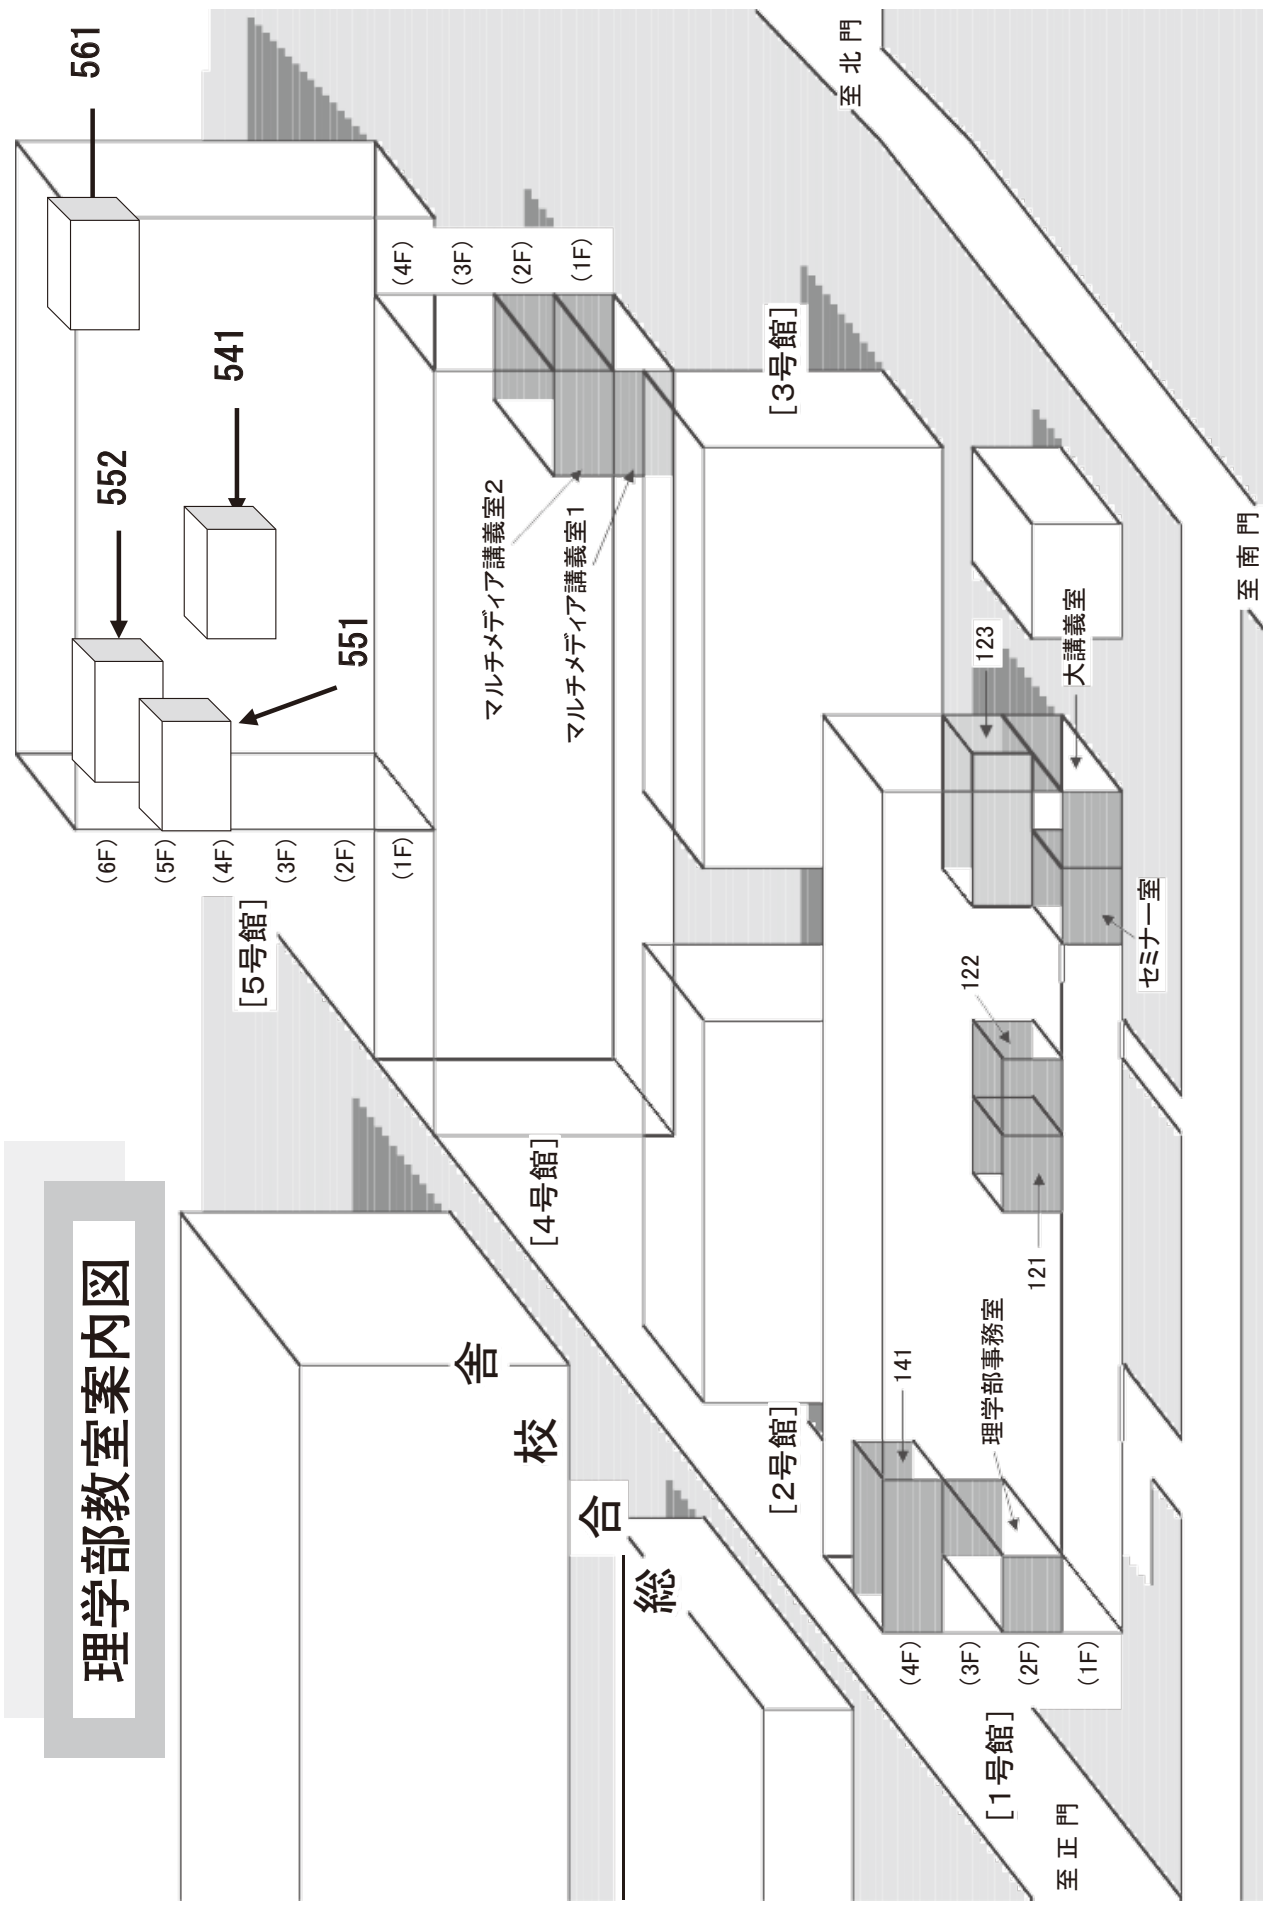 理学部教室案内図
561
541
552
551
(6F)
(5F)
(4F)
(3F)
(2F)
(1F)
[5号館]
(4F)
(3F)
(2F)
(1F)
マルチメディア講義室2
マルチメディア講義室1
[4号館]
[3号館]
[2号館]
総合校舎
至北門
至南門
123
大講義室
セミナー室
122
121
141
理学部事務室
(4F)
(3F)
(2F)
(1F)
[1号館]
至正門